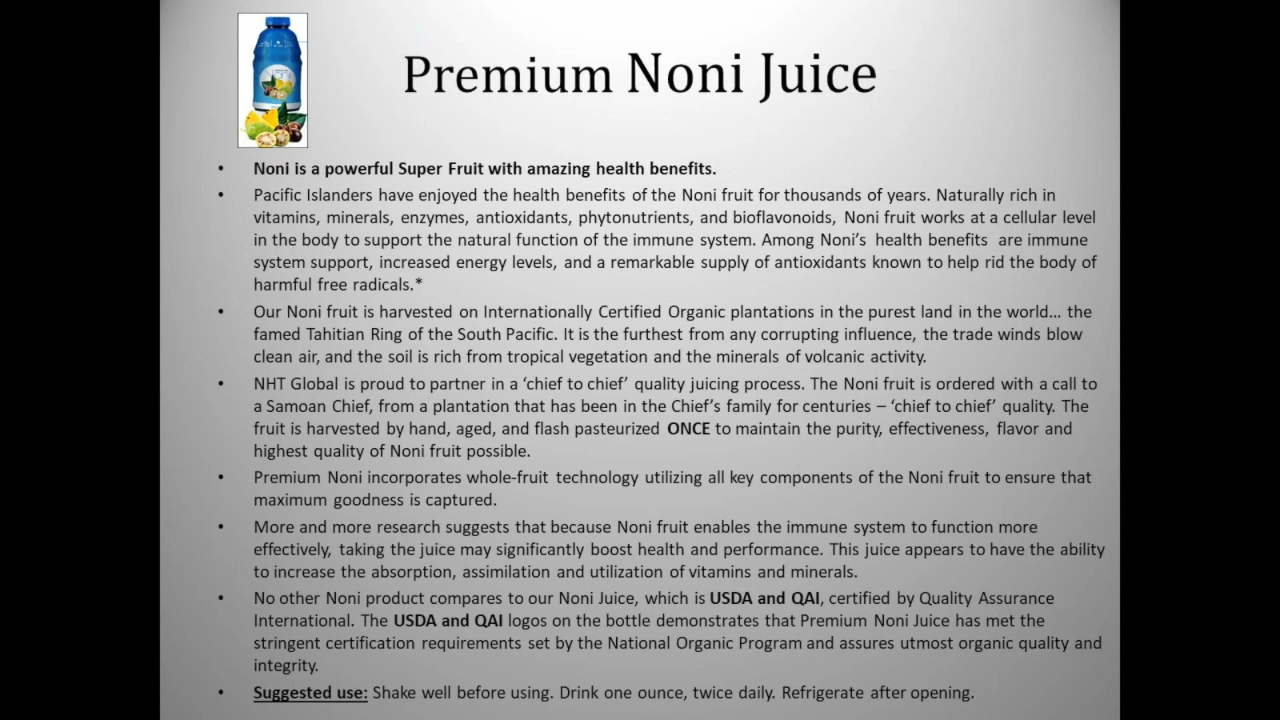 Premium Noni Juice
• Noni is a powerful Super Fruit with amazing health benefits.
• Pacific Islanders have enjoyed the health benefits of the Noni fruit for thousands of years. Naturally rich in
vitamins, minerals, enzymes, antioxidants, phytonutrients, and bioflavonoids, Noni fruit works at a cellular level
in the body to support the natural function of the immune system. Among Noni’s health benefits are immune
system support, increased energy levels, and a remarkable supply of antioxidants known to help rid the body of
harmful free radicals.*
• Our Noni fruit is harvested on Internationally Certified Organic plantations in the purest land in the world… the
famed Tahitian Ring of the South Pacific. It is the furthest from any corrupting influence, the trade winds blow
clean air, and the soil is rich from tropical vegetation and the minerals of volcanic activity.
• NHT Global is proud to partner in a ‘chief to chief’ quality juicing process. The Noni fruit is ordered with a call to
a Samoan Chief, from a plantation that has been in the Chief’s family for centuries – ‘chief to chief’ quality. The
fruit is harvested by hand, aged, and flash pasteurized ONCE to maintain the purity, effectiveness, flavor and
highest quality of Noni fruit possible.
• Premium Noni incorporates whole-fruit technology utilizing all key components of the Noni fruit to ensure that
maximum goodness is captured.
• More and more research suggests that because Noni fruit enables the immune system to function more
effectively, taking the juice may significantly boost health and performance. This juice appears to have the ability
to increase the absorption, assimilation and utilization of vitamins and minerals.
• No other Noni product compares to our Noni Juice, which is USDA and QAI, certified by Quality Assurance
International. The USDA and QAI logos on the bottle demonstrates that Premium Noni Juice has met the
stringent certification requirements set by the National Organic Program and assures utmost organic quality and
integrity.
• Suggested use: Shake well before using. Drink one ounce, twice daily. Refrigerate after opening.